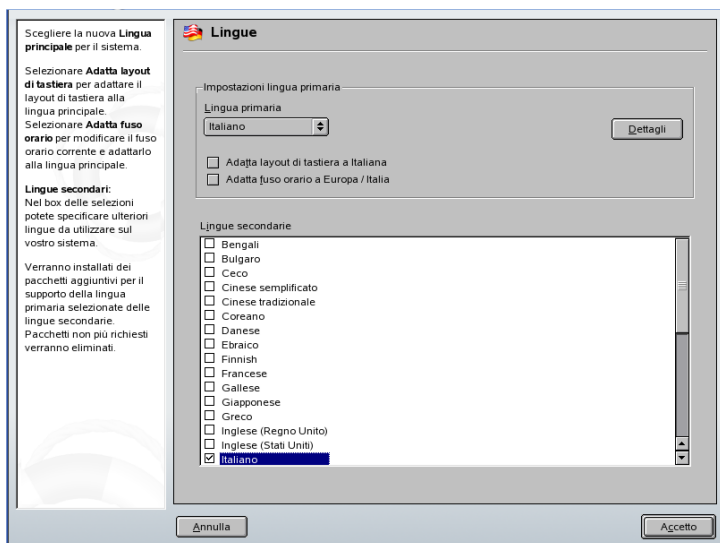 Scegliere la nuova Lingua
principale per il sistema.
Selezionare Adatta layout
di tastiera per adattare il
layout di tastiera alla
lingua principale.
Selezionare Adatta fuso
orario per modificare il fuso
orario corrente e adattarlo
alla lingua principale.
Lingue secondari:
Nel box delle selezioni
potete specificare ulteriori
lingue da utilizzare sul
vostro sistema.
Verranno installati dei
pacchetti aggiuntivi per il
supporto della lingua
primaria selezionate delle
lingue secondarie.
Pacchetti non più richiesti
verranno eliminati.
Lingue
Impostazioni lingua primaria
Lingua primaria
Italiano
Dettagli
Adatta layout di tastiera a Italiana
Adatta fuso orario a Europa / Italia
Lingue secondarie
Bengali
Bulgaro
Ceco
Cinese semplificato
Cinese tradizionale
Coreano
Danese
Ebraico
Finnish
Francese
Gallese
Giapponese
Greco
Inglese (Regno Unito)
Inglese (Stati Uniti)
Italiano
Annulla
Accetto